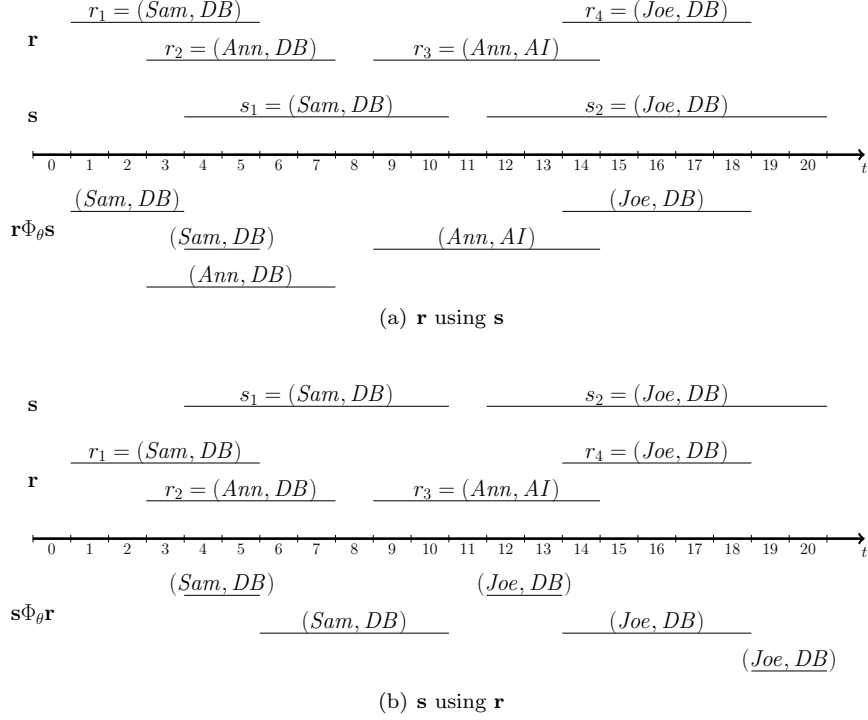 r₁ = (Sam, DB) r₄ = (Joe, DB)
r
r₂ = (Ann, DB) r₃ = (Ann, AI)
s s₁ = (Sam, DB) s₂ = (Joe, DB)
0 1 2 3 4 5 6 7 8 9 10 11 12 13 14 15 16 17 18 19 20 t
(Sam, DB) (Joe, DB)
rΦθs
(Sam, DB) (Ann, AI)
(Ann, DB)
(a) r using s
s s₁ = (Sam, DB) s₂ = (Joe, DB)
r₁ = (Sam, DB) r₄ = (Joe, DB)
r
r₂ = (Ann, DB) r₃ = (Ann, AI)
0 1 2 3 4 5 6 7 8 9 10 11 12 13 14 15 16 17 18 19 20 t
(Sam, DB) (Joe, DB)
sΦθr
(Sam, DB) (Joe, DB)
(Joe, DB)
(b) s using r